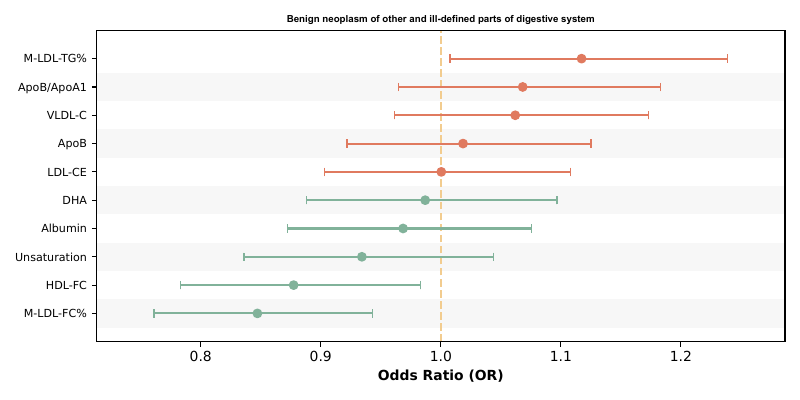 Benign neoplasm of other and ill-defined parts of digestive system
M-LDL-TG%
ApoB/ApoA1
VLDL-C
ApoB
LDL-CE
DHA
Albumin
Unsaturation
HDL-FC
M-LDL-FC%
0.8 0.9 1.0 1.1 1.2
Odds Ratio (OR)